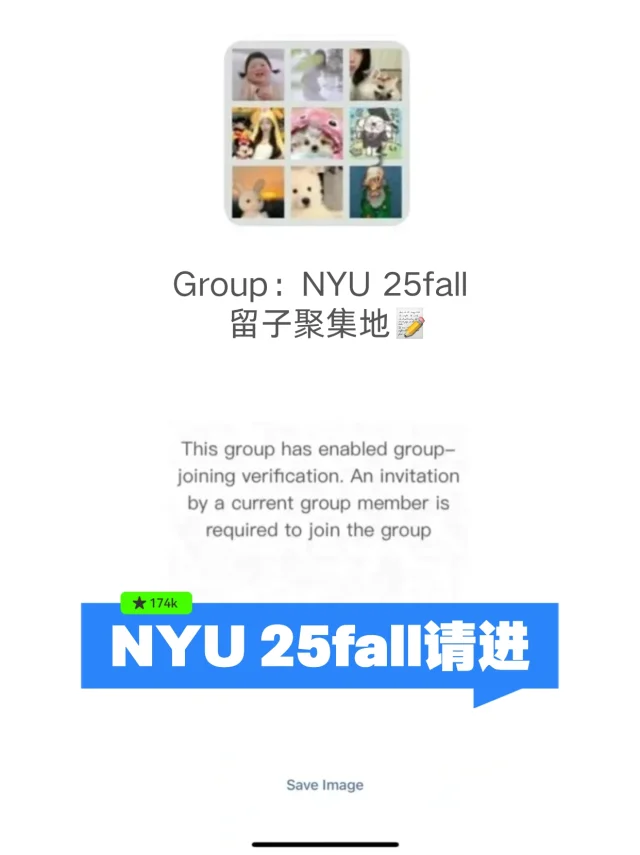 Group：NYU 25fall
留子聚集地📝
This group has enabled group-
joining verification. An invitation
by a current group member is
required to join the group
★ 174k
NYU 25fall请进
Save Image